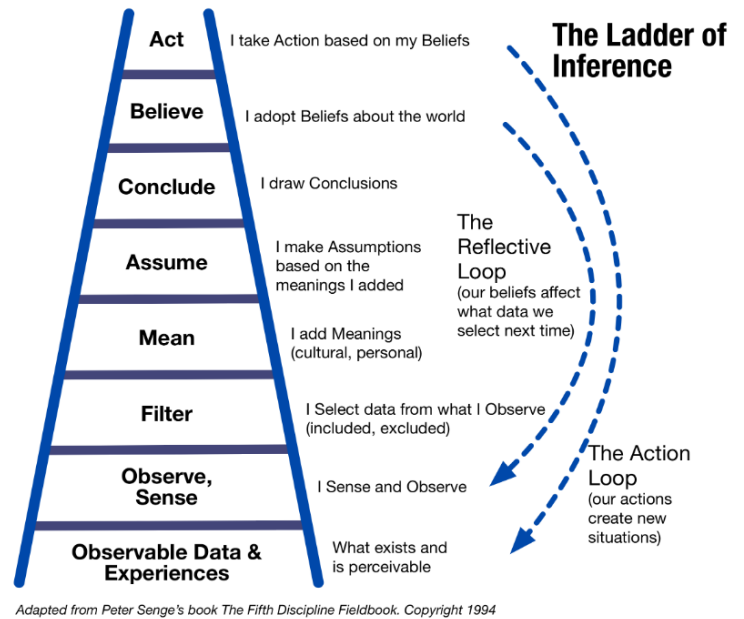 The Ladder of
Inference
Act
I take Action based on my Beliefs
Believe
I adopt Beliefs about the world
Conclude
I draw Conclusions
Assume
I make Assumptions
based on the
meanings I added
Mean
I add Meanings
(cultural, personal)
Filter
I Select data from what I Observe
(included, excluded)
Observe,
Sense
I Sense and Observe
Observable Data &
Experiences
What exists and
is perceivable
The
Reflective
Loop
(our beliefs affect
what data we
select next time)
The Action
Loop
(our actions
create new
situations)
Adapted from Peter Senge's book The Fifth Discipline Fieldbook. Copyright 1994